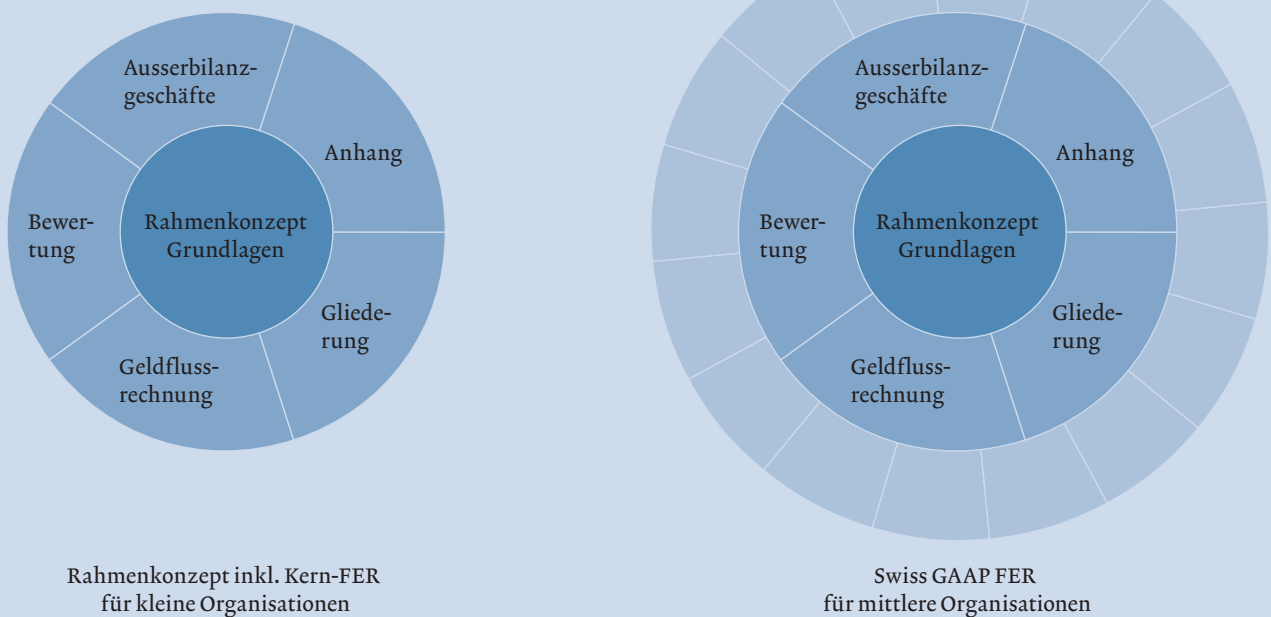 Ausserbilanz-
geschäfte
Anhang
Bewer-
tung
Rahmenkonzept
Grundlagen
Gliede-
rung
Geldfluss-
rechnung
Rahmenkonzept inkl. Kern-FER
für kleine Organisationen
Ausserbilanz-
geschäfte
Anhang
Bewer-
tung
Rahmenkonzept
Grundlagen
Gliede-
rung
Geldfluss-
rechnung
Swiss GAAP FER
für mittlere Organisationen